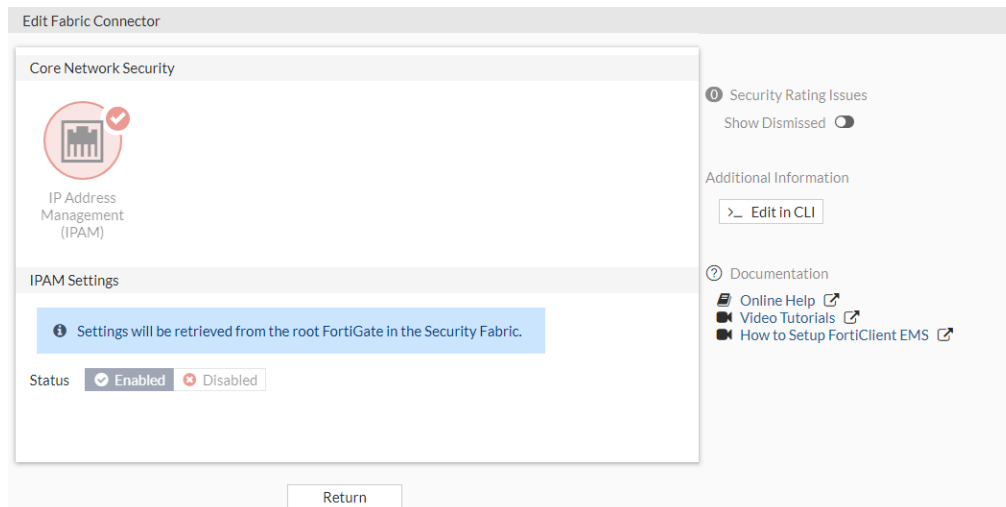 Edit Fabric Connector
Core Network Security
IP Address
Management
(IPAM)
IPAM Settings
Settings will be retrieved from the root FortiGate in the Security Fabric.
Status Enabled Disabled
Return
0 Security Rating Issues
Show Dismissed
Additional Information
>_ Edit in CLI
Documentation
Online Help
Video Tutorials
How to Setup FortiClient EMS